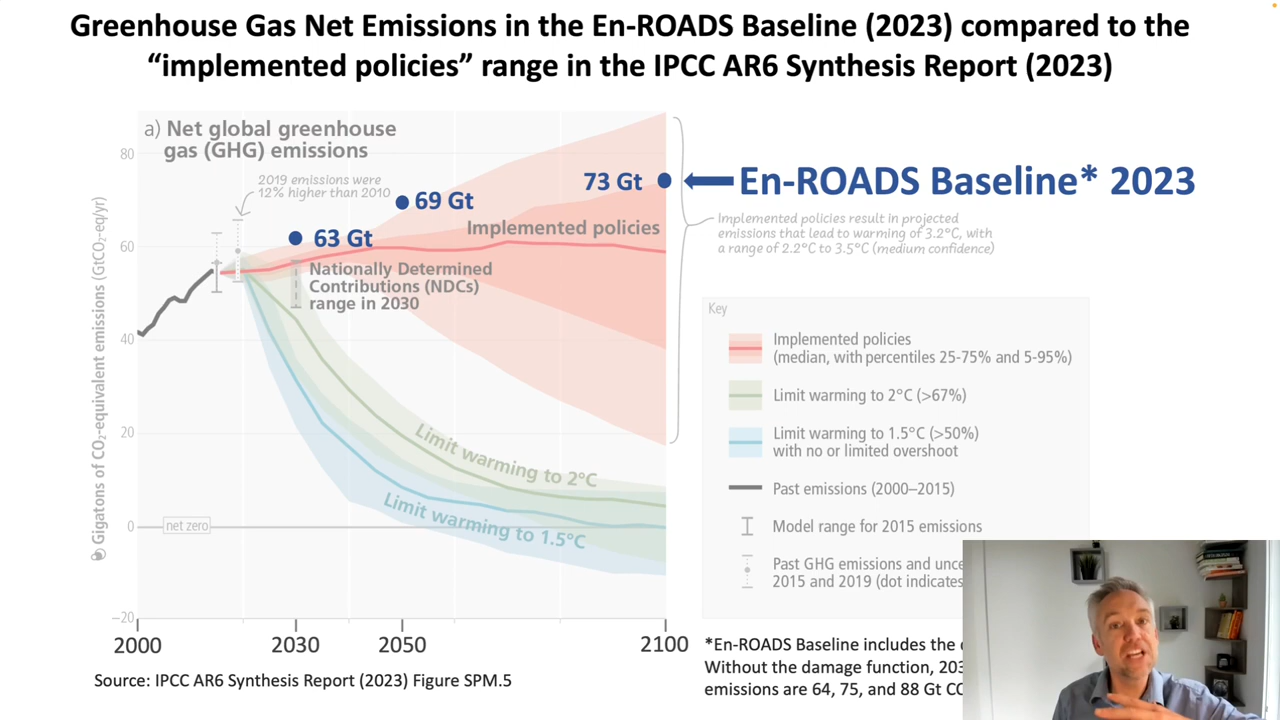 Greenhouse Gas Net Emissions in the En-ROADS Baseline (2023) compared to the
“implemented policies” range in the IPCC AR6 Synthesis Report (2023)
a) Net global greenhouse
gas (GHG) emissions
2019 emissions were
12% higher than 2010
Gigatons of CO₂-equivalent emissions (GtCO₂-eq/yr)
80
60
40
20
0
−20
net zero
63 Gt
69 Gt
73 Gt
En-ROADS Baseline* 2023
Implemented policies
Nationally Determined
Contributions (NDCs)
range in 2030
Implemented policies result in projected
emissions that lead to warming of 3.2°C, with
a range of 2.2°C to 3.5°C (medium confidence)
Limit warming to 2°C
Limit warming to 1.5°C
2000
2030
2050
2100
Key
Implemented policies
(median, with percentiles 25-75% and 5-95%)
Limit warming to 2°C (>67%)
Limit warming to 1.5°C (>50%)
with no or limited overshoot
Past emissions (2000–2015)
Model range for 2015 emissions
Past GHG emissions and unce
2015 and 2019 (dot indicates
*En-ROADS Baseline includes the
Without the damage function, 203
emissions are 64, 75, and 88 Gt CO
Source: IPCC AR6 Synthesis Report (2023) Figure SPM.5